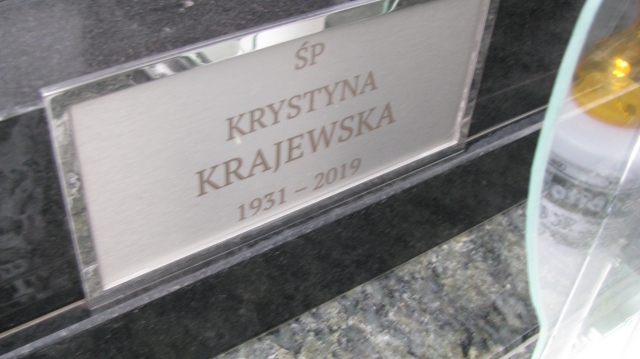 ŚP
KRYSTYNA
KRAJEWSKA
1931 – 2019